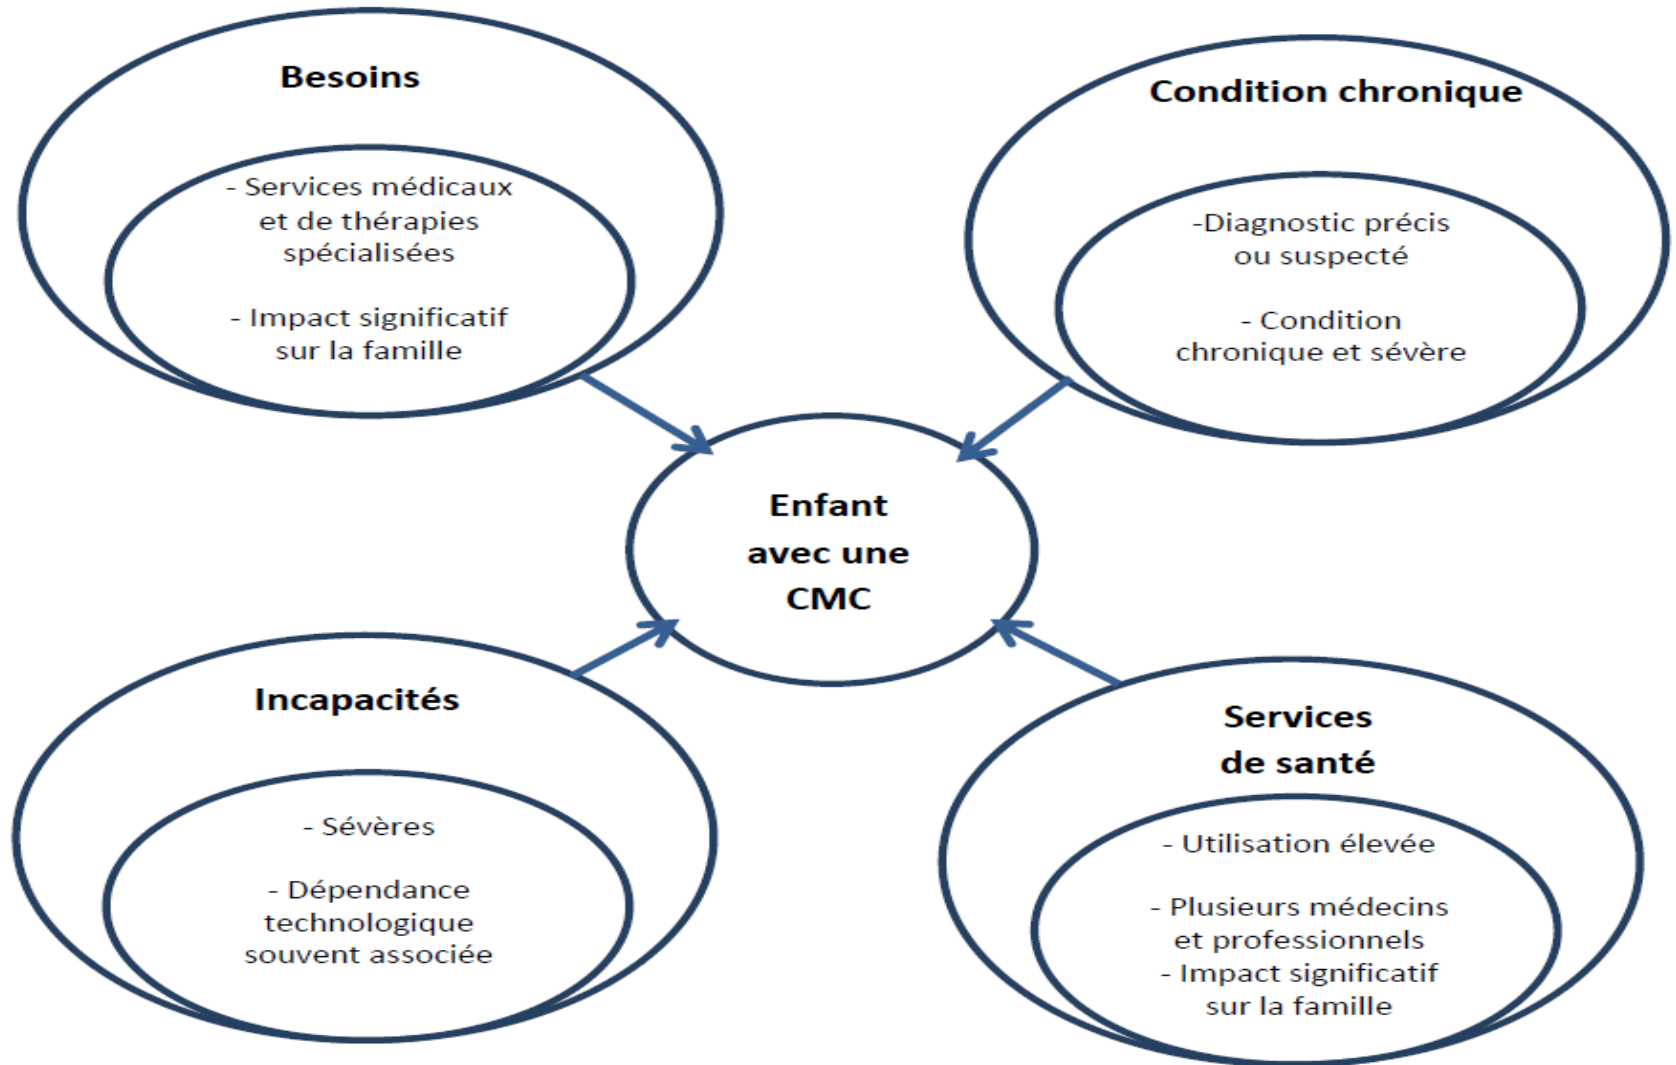 Besoins
- Services médicaux
et de thérapies
spécialisées
- Impact significatif
sur la famille
Condition chronique
-Diagnostic précis
ou suspecté
- Condition
chronique et sévère
Enfant
avec une
CMC
Incapacités
- Sévères
- Dépendance
technologique
souvent associée
Services
de santé
- Utilisation élevée
- Plusieurs médecins
et professionnels
- Impact significatif
sur la famille